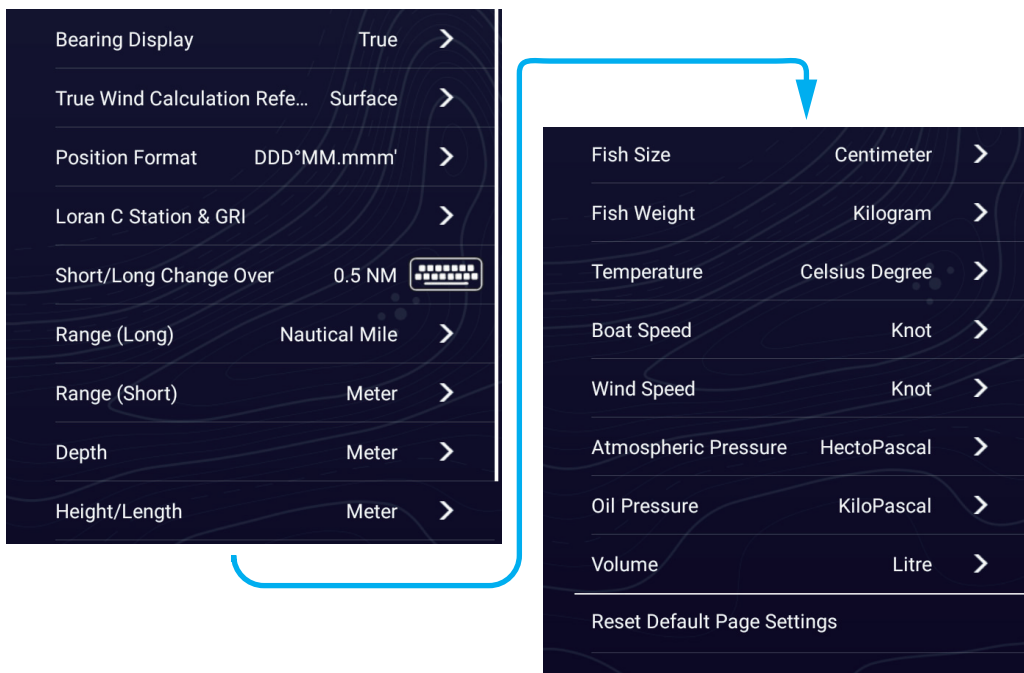 Bearing Display True
True Wind Calculation Refe... Surface
Position Format DDD°MM.mmm'
Loran C Station & GRI
Short/Long Change Over 0.5 NM
Range (Long) Nautical Mile
Range (Short) Meter
Depth Meter
Height/Length Meter
Fish Size Centimeter
Fish Weight Kilogram
Temperature Celsius Degree
Boat Speed Knot
Wind Speed Knot
Atmospheric Pressure HectoPascal
Oil Pressure KiloPascal
Volume Litre
Reset Default Page Settings